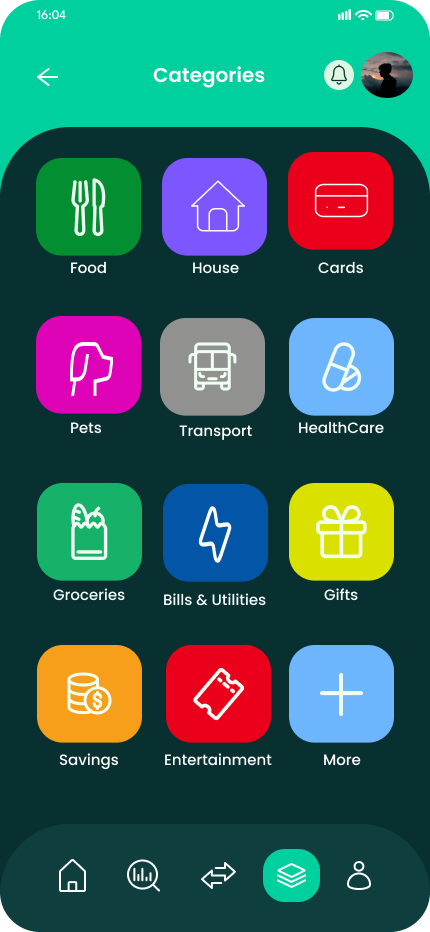 16:04
Categories
Food
House
Cards
Pets
Transport
HealthCare
Groceries
Bills & Utilities
Gifts
Savings
Entertainment
More